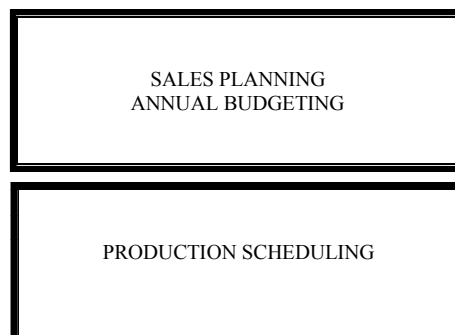 SALES PLANNING
ANNUAL BUDGETING
PRODUCTION SCHEDULING